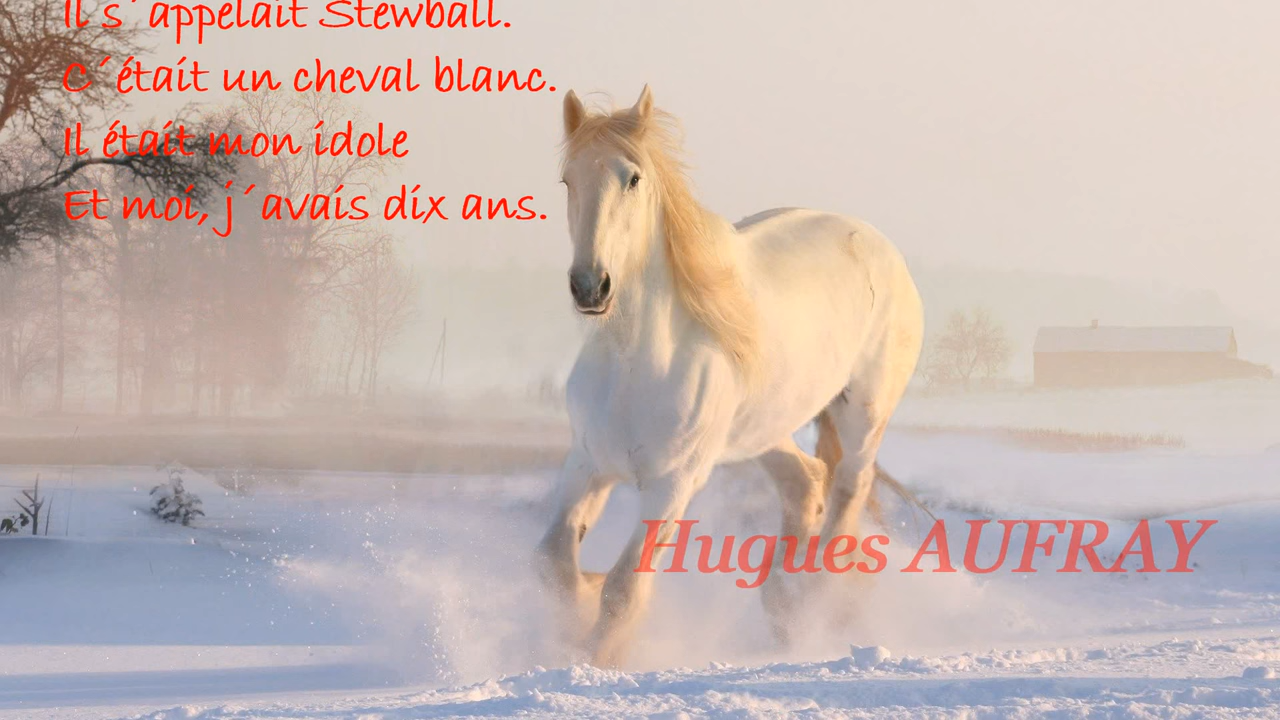 Il s´appelait Stewball.
C´était un cheval blanc.
Il était mon idole
Et moi, j´avais dix ans.
Hugues AUFRAY